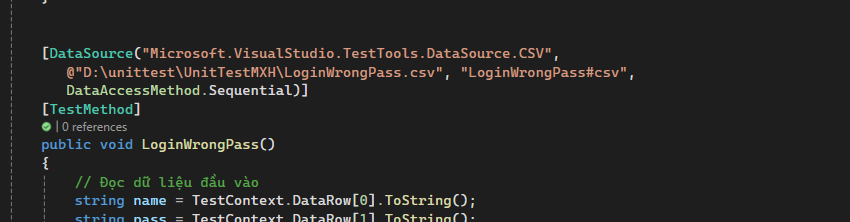 [DataSource("Microsoft.VisualStudio.TestTools.DataSource.CSV",
@"D:\unittest\UnitTestMXH\LoginWrongPass.csv", "LoginWrongPass#csv",
DataAccessMethod.Sequential)]
[TestMethod]
| 0 references
public void LoginWrongPass()
{
// Đọc dữ liệu đầu vào
string name = TestContext.DataRow[0].ToString();
string pass = TestContext.DataRow[1].ToString();